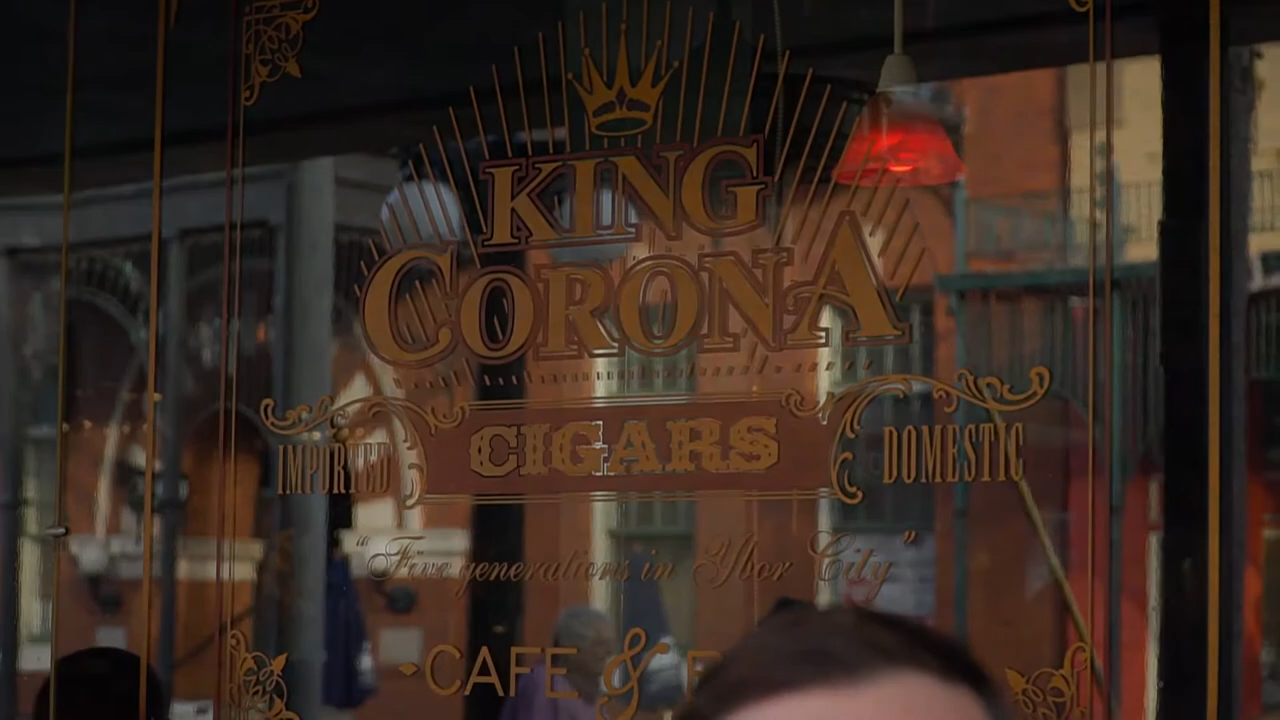 KING
CORONA
IMPORTED CIGARS DOMESTIC
"Five generations in Ybor City"
CAFE &